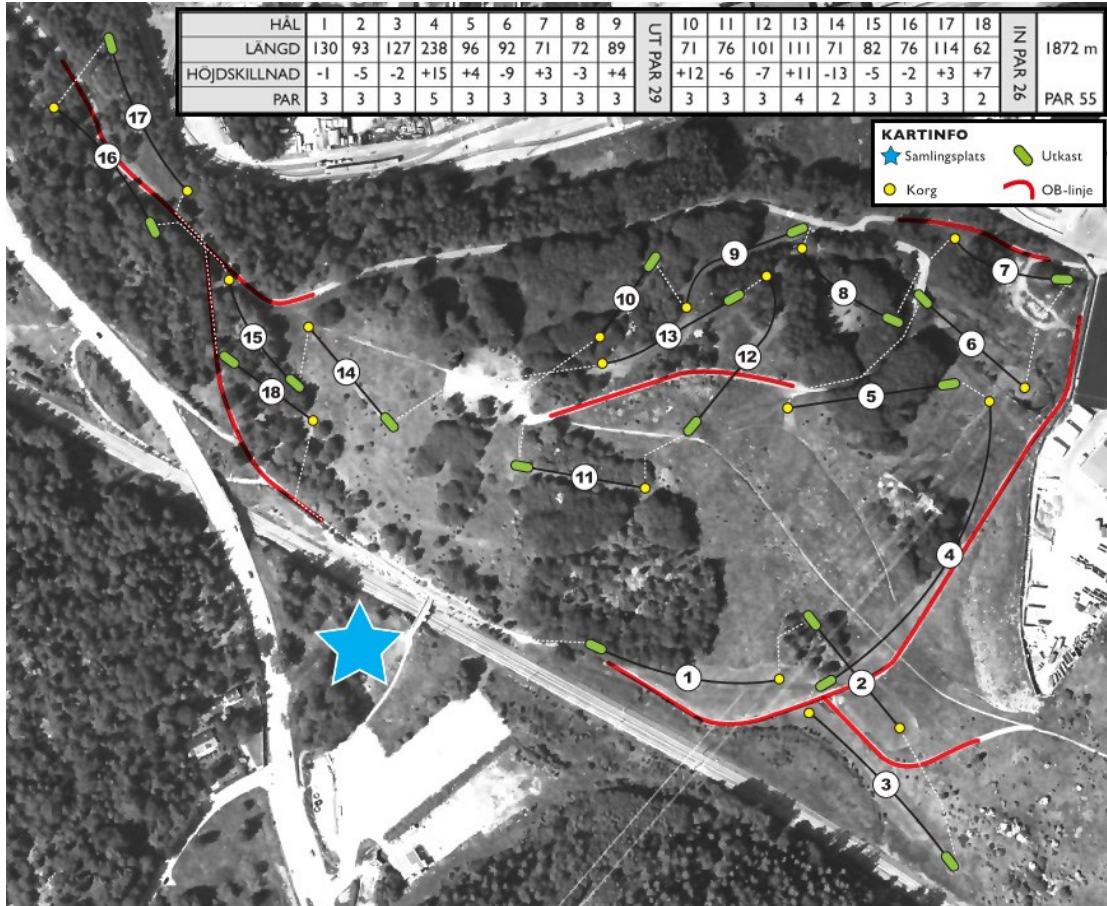 HÅL 1 2 3 4 5 6 7 8 9 UT PAR 29 10 11 12 13 14 15 16 17 18 IN PAR 26
LÄNGD 130 93 127 238 96 92 71 72 89 71 76 101 111 71 82 76 114 62 1872 m
HÖJDSKILLNAD -1 -5 -2 +15 +4 -9 +3 -3 +4 +12 -6 -7 +11 -13 -5 -2 +3 +7
PAR 3 3 3 5 3 3 3 3 3 3 3 3 4 2 3 3 3 2 PAR 55
KARTINFO
Samlingsplats Utkast
Korg OB-linje
17
16
9
7
10
8
13
15
6
12
14
18
5
11
4
1
2
3